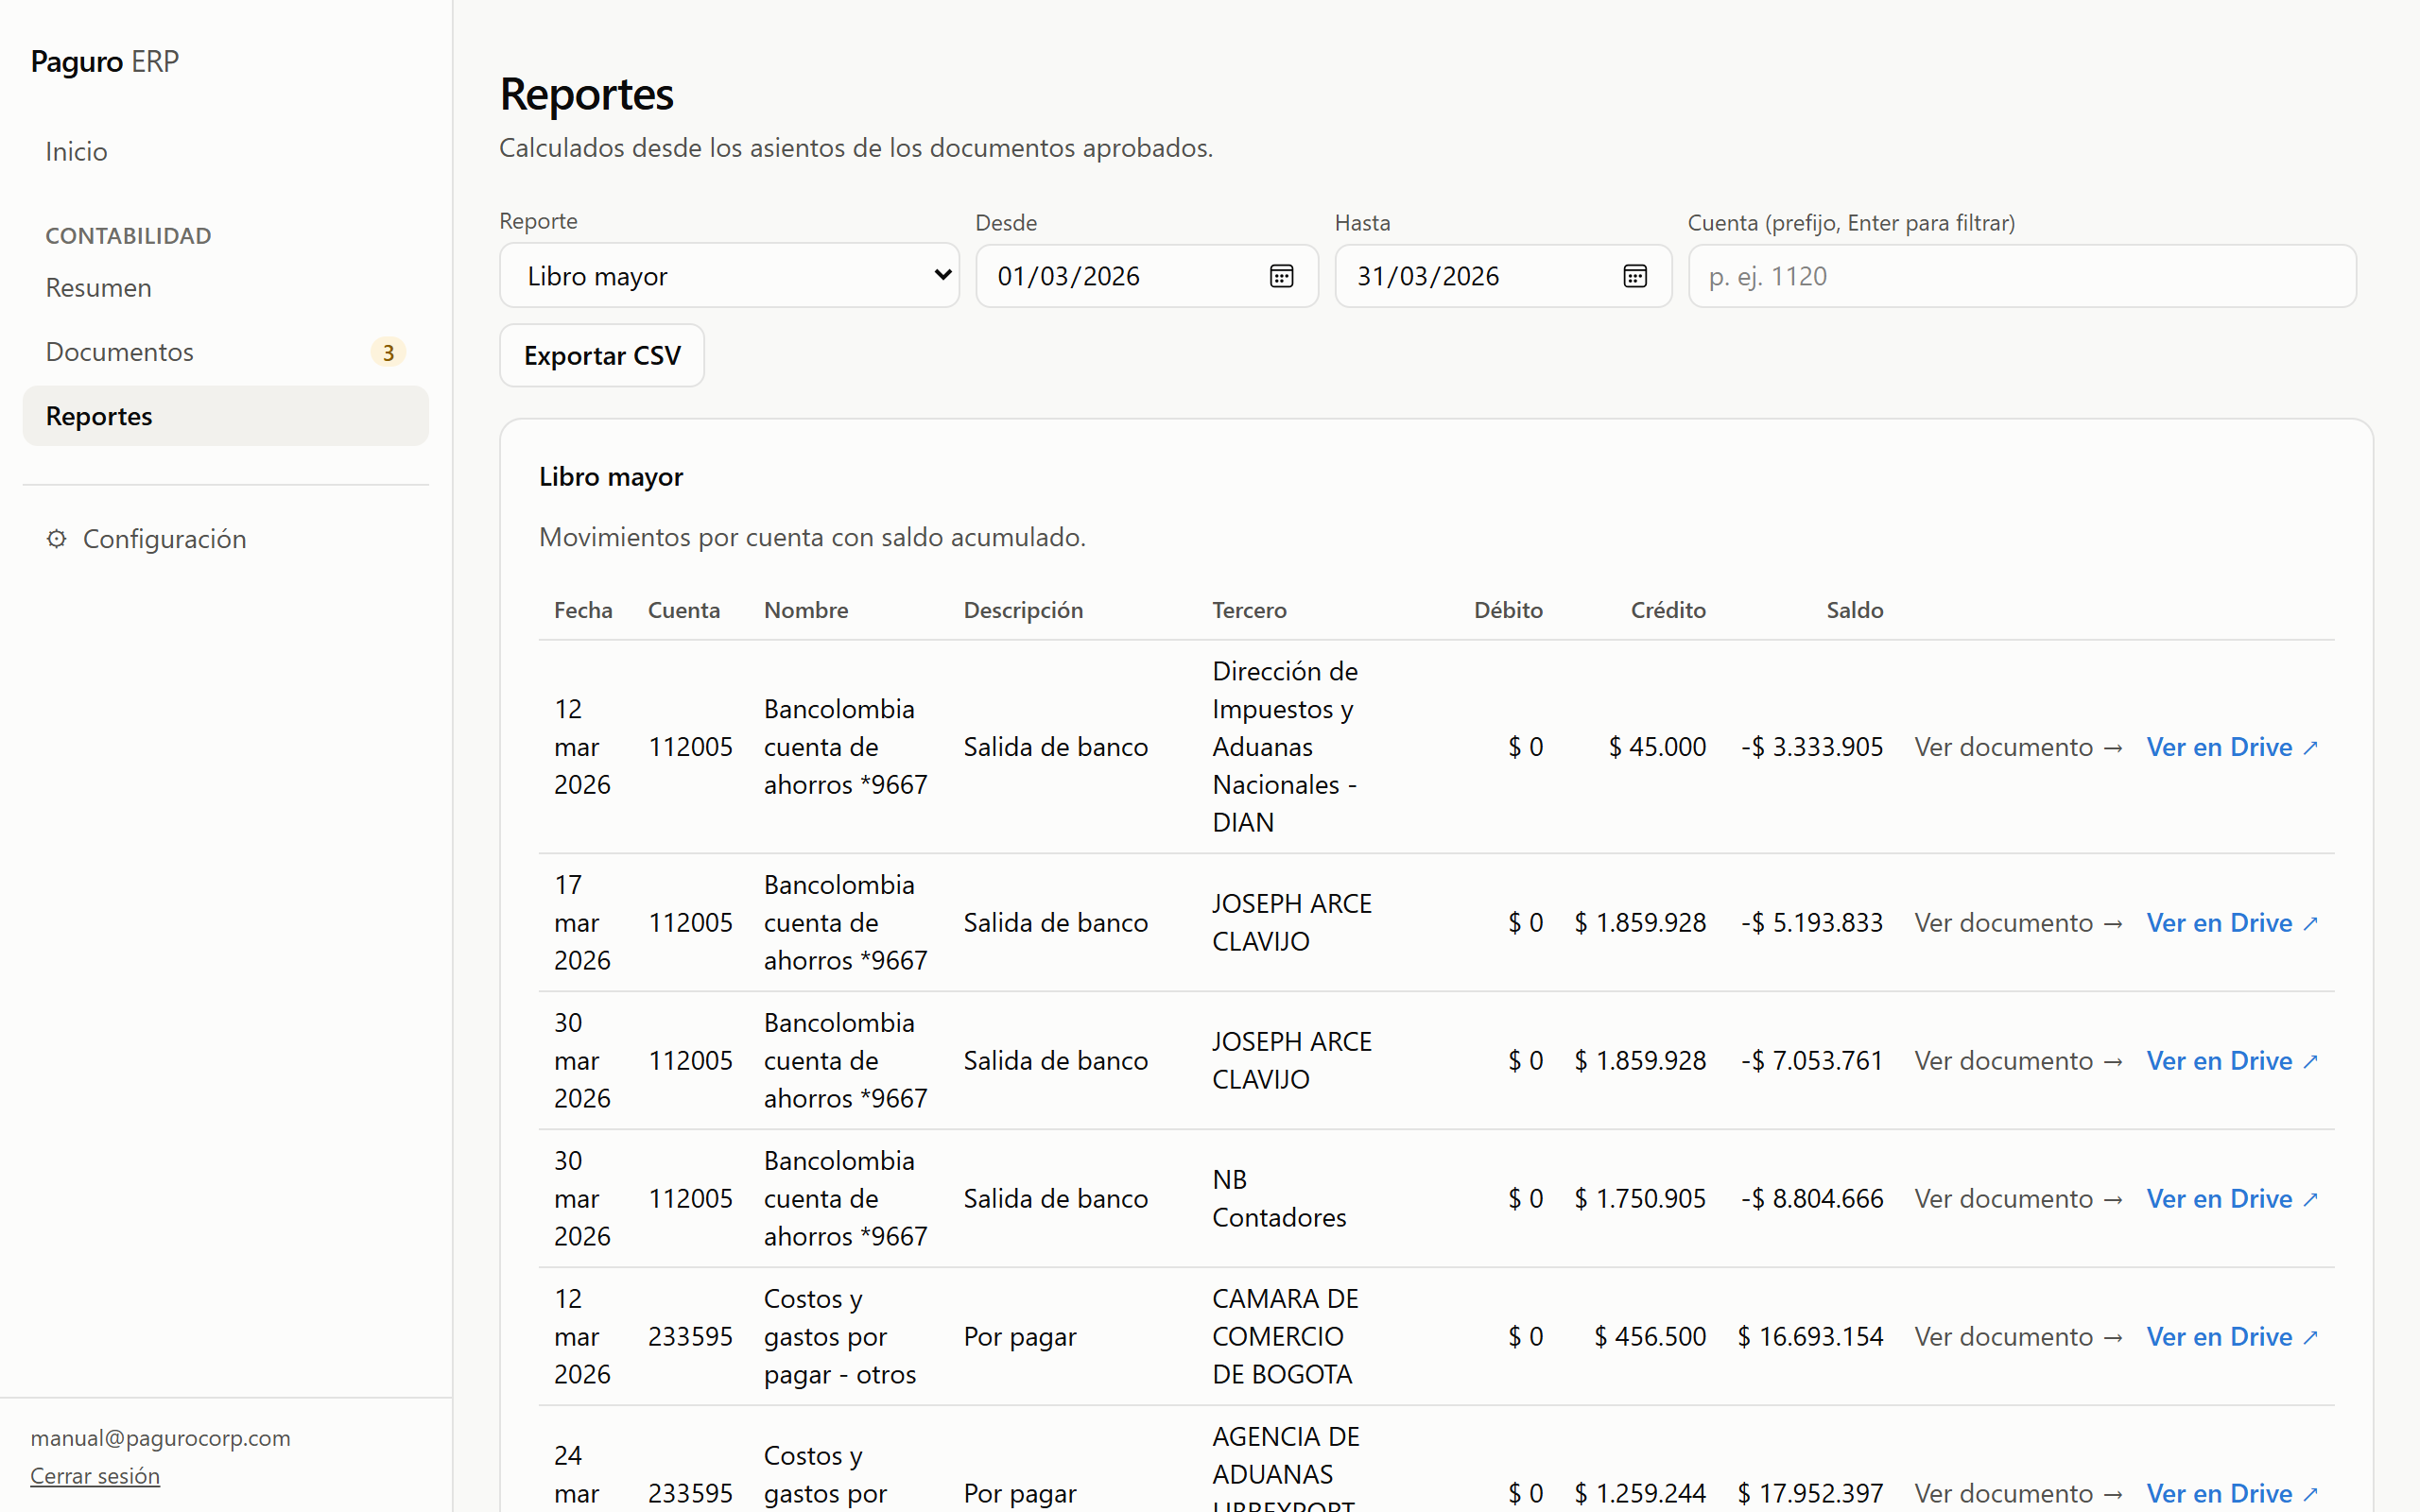 Paguro ERP
Inicio
CONTABILIDAD
Resumen
Documentos 3
Reportes
Configuración
manual@pagurocorp.com
Cerrar sesión
Reportes
Calculados desde los asientos de los documentos aprobados.
Reporte Desde Hasta Cuenta (prefijo, Enter para filtrar)
Libro mayor 01/03/2026 31/03/2026 p. ej. 1120
Exportar CSV
Libro mayor
Movimientos por cuenta con saldo acumulado.
Fecha Cuenta Nombre Descripción Tercero Débito Crédito Saldo
12 mar 2026 112005 Bancolombia cuenta de ahorros *9667 Salida de banco Dirección de Impuestos y Aduanas Nacionales - DIAN $ 0 $ 45.000 -$ 3.333.905 Ver documento → Ver en Drive ↗
17 mar 2026 112005 Bancolombia cuenta de ahorros *9667 Salida de banco JOSEPH ARCE CLAVIJO $ 0 $ 1.859.928 -$ 5.193.833 Ver documento → Ver en Drive ↗
30 mar 2026 112005 Bancolombia cuenta de ahorros *9667 Salida de banco JOSEPH ARCE CLAVIJO $ 0 $ 1.859.928 -$ 7.053.761 Ver documento → Ver en Drive ↗
30 mar 2026 112005 Bancolombia cuenta de ahorros *9667 Salida de banco NB Contadores $ 0 $ 1.750.905 -$ 8.804.666 Ver documento → Ver en Drive ↗
12 mar 2026 233595 Costos y gastos por pagar - otros Por pagar CAMARA DE COMERCIO DE BOGOTA $ 0 $ 456.500 $ 16.693.154 Ver documento → Ver en Drive ↗
24 mar 233595 Costos y gastos por Por pagar AGENCIA DE ADUANAS $ 0 $ 1.259.244 $ 17.952.397 Ver documento → Ver en Drive ↗